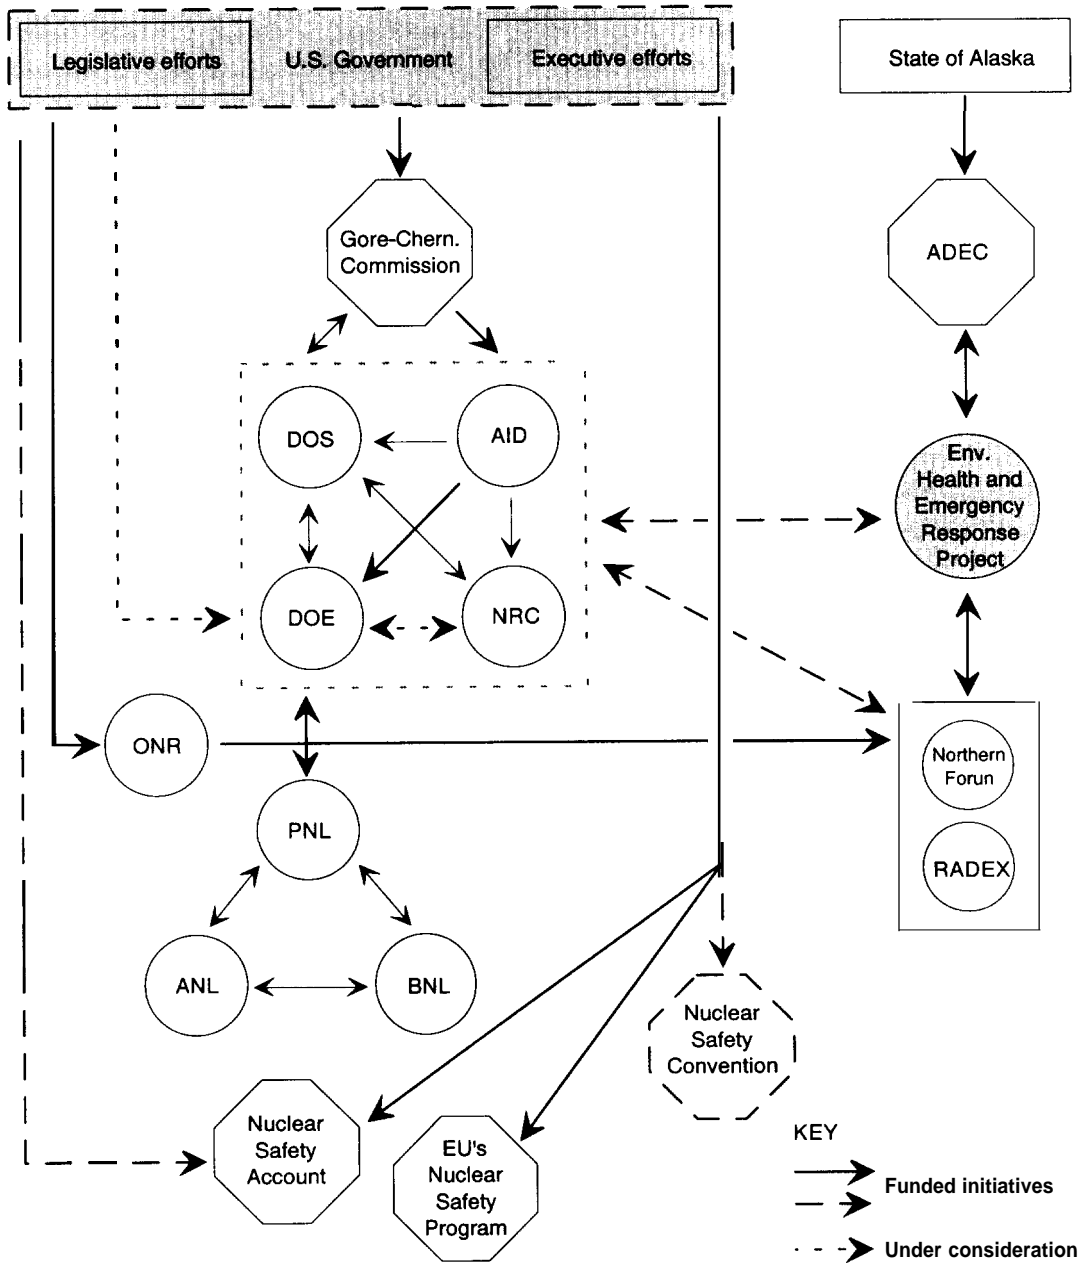 Legislative efforts
U.S. Government
Executive efforts
State of Alaska
Gore-Chern.
Commission
ADEC
DOS
AID
Env.
Health and
Emergency
Response
Project
DOE
NRC
ONR
Northern
Forun
PNL
RADEX
ANL
BNL
Nuclear
Safety
Convention
Nuclear
Safety
Account
EU's
Nuclear
Safety
Program
KEY
Funded initiatives
Under consideration